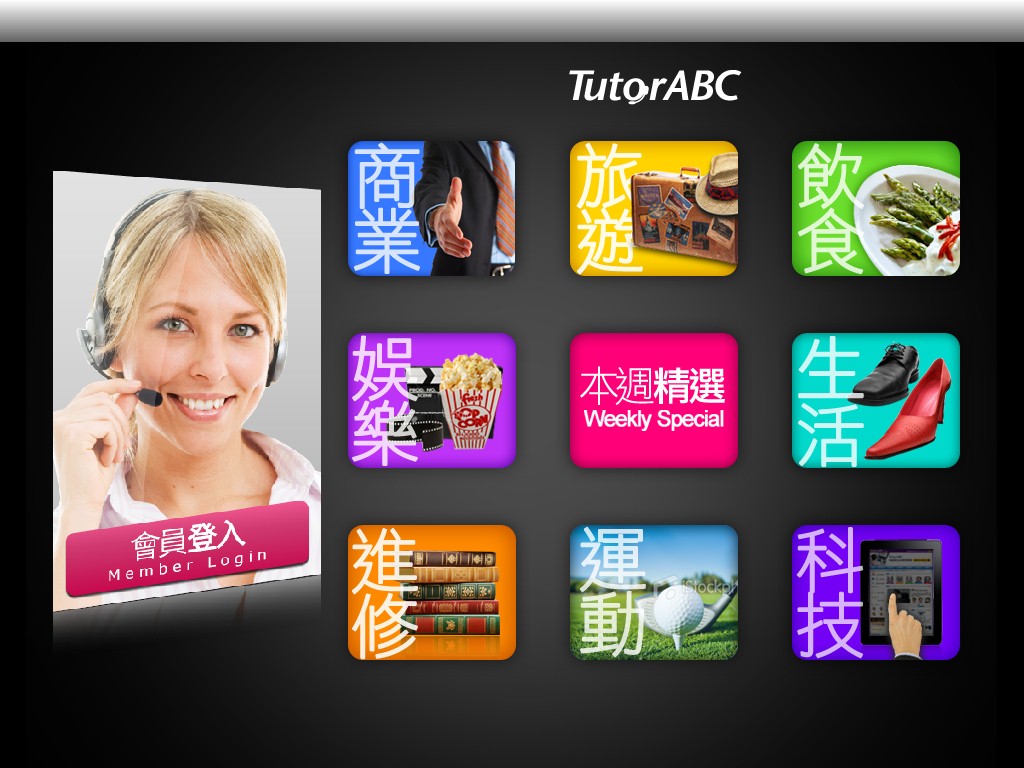 TutorABC
商業
旅遊
飲食
娛樂
本週精選
Weekly Special
生活
會員登入
Member Login
進修
運動
科技